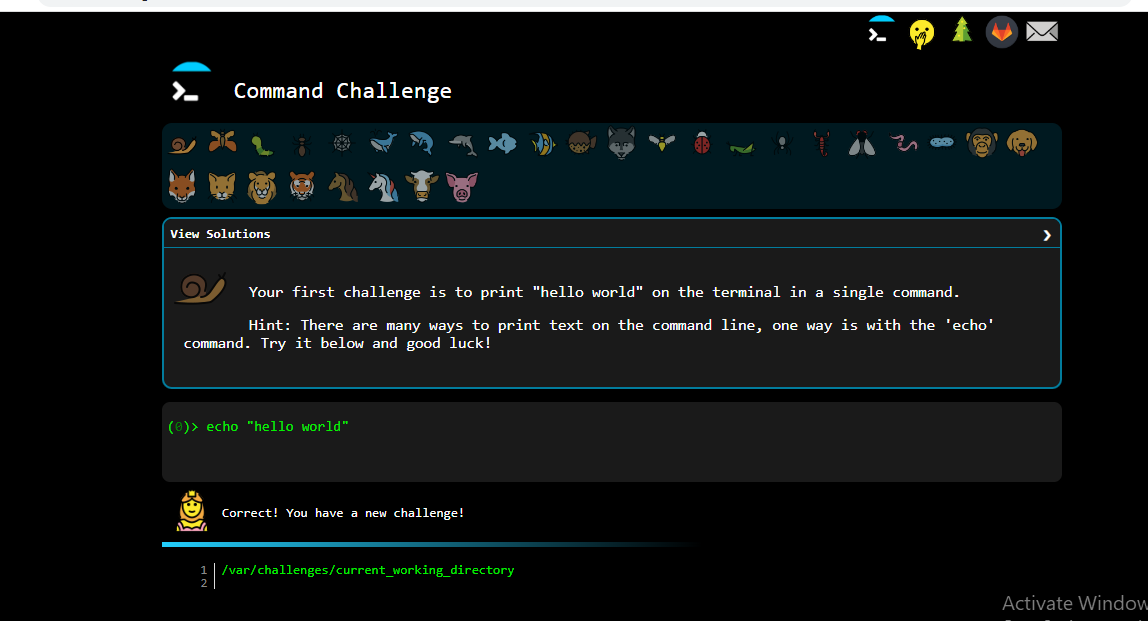 Command Challenge
View Solutions
Your first challenge is to print "hello world" on the terminal in a single command.
Hint: There are many ways to print text on the command line, one way is with the 'echo'
command. Try it below and good luck!
(0)> echo "hello world"
Correct! You have a new challenge!
1 /var/challenges/current_working_directory
2
Activate Window